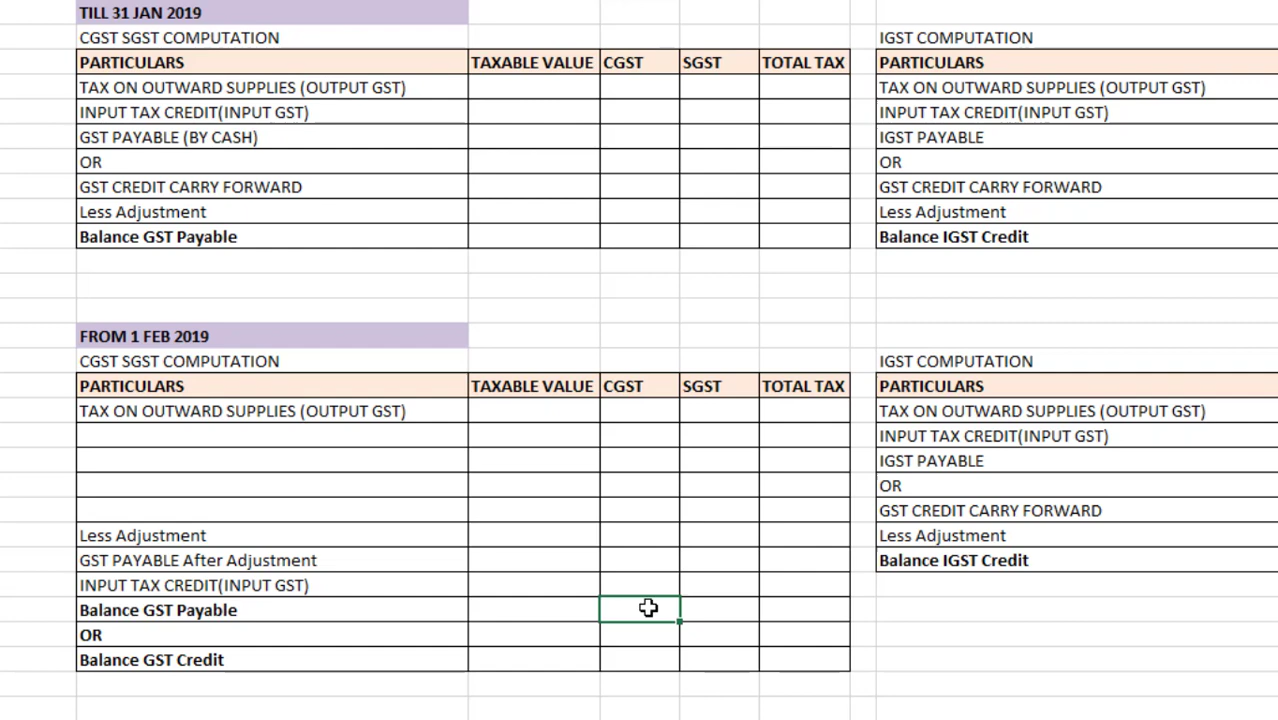 TILL 31 JAN 2019
CGST SGST COMPUTATION
PARTICULARS TAXABLE VALUE CGST SGST TOTAL TAX
TAX ON OUTWARD SUPPLIES (OUTPUT GST)
INPUT TAX CREDIT(INPUT GST)
GST PAYABLE (BY CASH)
OR
GST CREDIT CARRY FORWARD
Less Adjustment
Balance GST Payable
IGST COMPUTATION
PARTICULARS
TAX ON OUTWARD SUPPLIES (OUTPUT GST)
INPUT TAX CREDIT(INPUT GST)
IGST PAYABLE
OR
GST CREDIT CARRY FORWARD
Less Adjustment
Balance IGST Credit
FROM 1 FEB 2019
CGST SGST COMPUTATION
PARTICULARS TAXABLE VALUE CGST SGST TOTAL TAX
TAX ON OUTWARD SUPPLIES (OUTPUT GST)
Less Adjustment
GST PAYABLE After Adjustment
INPUT TAX CREDIT(INPUT GST)
Balance GST Payable
OR
Balance GST Credit
IGST COMPUTATION
PARTICULARS
TAX ON OUTWARD SUPPLIES (OUTPUT GST)
INPUT TAX CREDIT(INPUT GST)
IGST PAYABLE
OR
GST CREDIT CARRY FORWARD
Less Adjustment
Balance IGST Credit